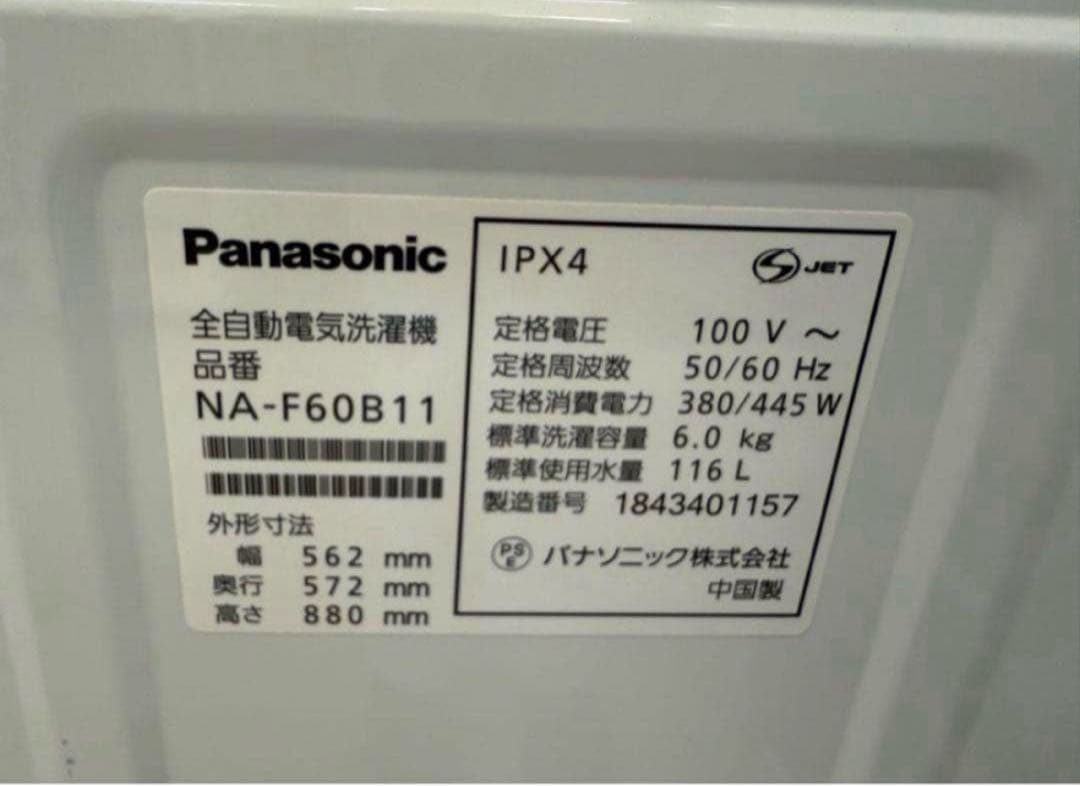 Panasonic
全自動電気洗濯機
品番
NA-F60B11
外形寸法
幅 562 mm
奥行 572 mm
高さ 880 mm
IPX4
S JET
定格電圧 100 V ～
定格周波数 50/60 Hz
定格消費電力 380/445 W
標準洗濯容量 6.0 kg
標準使用水量 116 L
製造番号 1843401157
PSE パナソニック株式会社
中国製